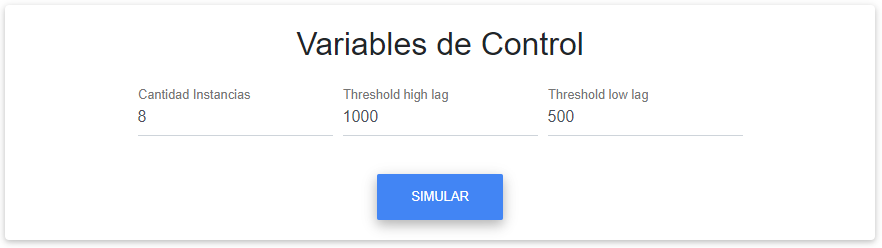 Variables de Control
Cantidad Instancias Threshold high lag Threshold low lag
8 1000 500
SIMULAR